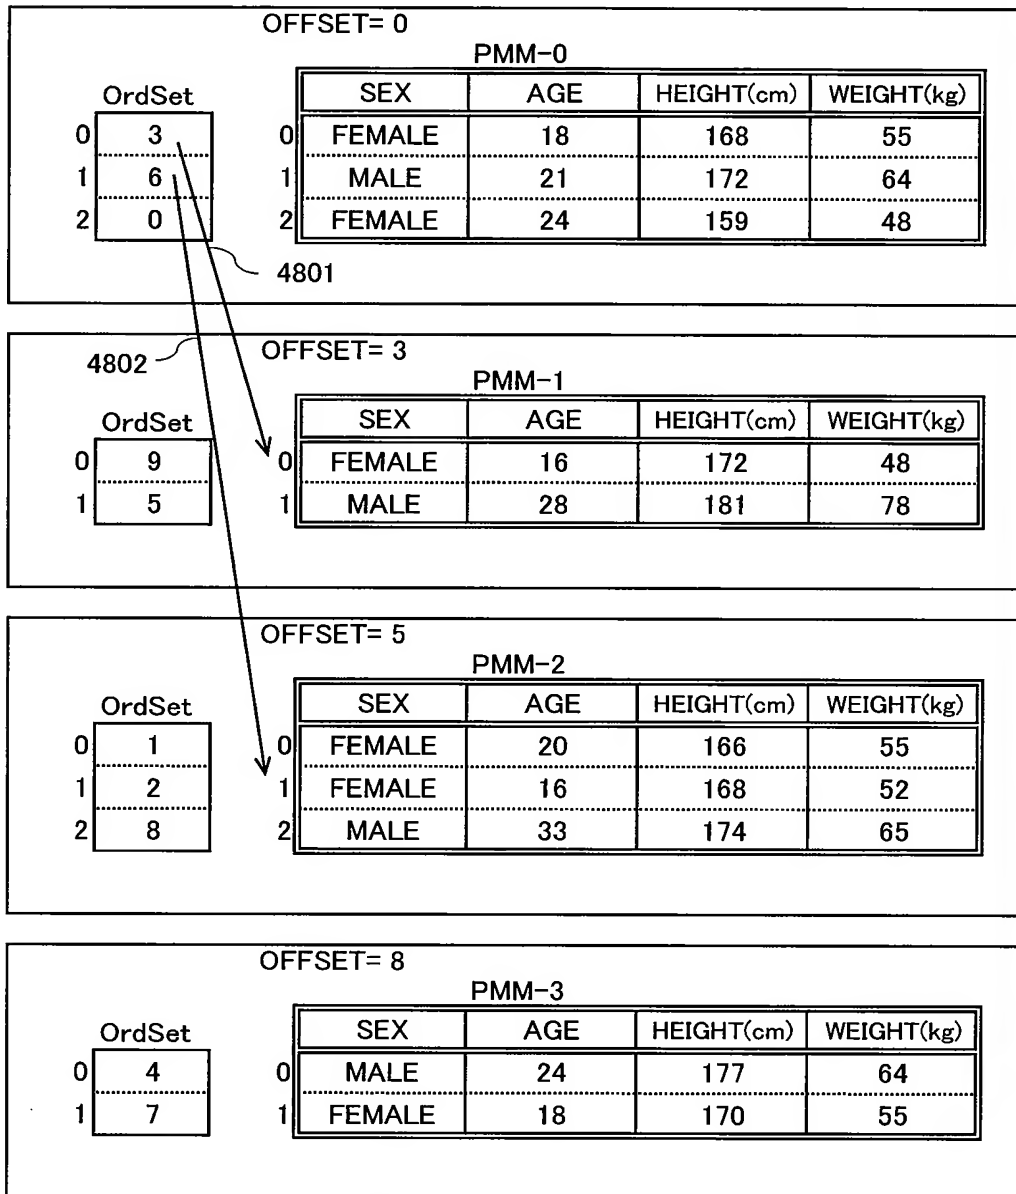 OFFSET= 0
PMM-0
OrdSet
SEX AGE HEIGHT(cm) WEIGHT(kg)
0 3 0 FEMALE 18 168 55
1 6 1 MALE 21 172 64
2 0 2 FEMALE 24 159 48
4801
4802
OFFSET= 3
PMM-1
OrdSet
SEX AGE HEIGHT(cm) WEIGHT(kg)
0 9 0 FEMALE 16 172 48
1 5 1 MALE 28 181 78
OFFSET= 5
PMM-2
OrdSet
SEX AGE HEIGHT(cm) WEIGHT(kg)
0 1 0 FEMALE 20 166 55
1 2 1 FEMALE 16 168 52
2 8 2 MALE 33 174 65
OFFSET= 8
PMM-3
OrdSet
SEX AGE HEIGHT(cm) WEIGHT(kg)
0 4 0 MALE 24 177 64
1 7 1 FEMALE 18 170 55